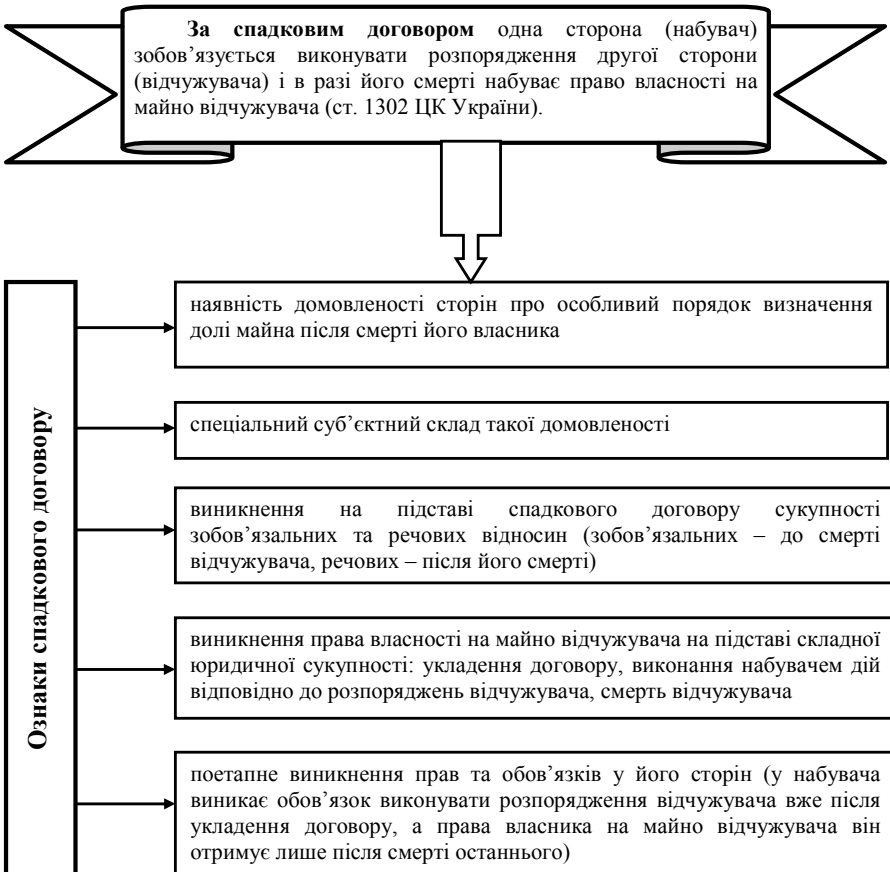 За спадковим договором одна сторона (набувач)
зобов’язується виконувати розпорядження другої сторони
(відчужувача) і в разі його смерті набуває право власності на
майно відчужувача (ст. 1302 ЦК України).
Ознаки спадкового договору
наявність домовленості сторін про особливий порядок визначення
долі майна після смерті його власника
спеціальний суб’єктний склад такої домовленості
виникнення на підставі спадкового договору сукупності
зобов’язальних та речових відносин (зобов’язальних – до смерті
відчужувача, речових – після його смерті)
виникнення права власності на майно відчужувача на підставі складної
юридичної сукупності: укладення договору, виконання набувачем дій
відповідно до розпоряджень відчужувача, смерть відчужувача
поетапне виникнення прав та обов’язків у його сторін (у набувача
виникає обов’язок виконувати розпорядження відчужувача вже після
укладення договору, а права власника на майно відчужувача він
отримує лише після смерті останнього)